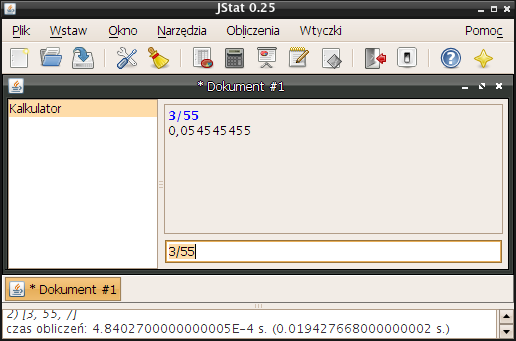 JStat 0.25
Plik Wstaw Okno Narzędzia Obliczenia Wtyczki Pomoc
* Dokument #1
Kalkulator
3/55
0,054545455
3/55
* Dokument #1
2) [3, 55, /]
czas obliczeń: 4.8402700000000005E-4 s. (0.019427668000000002 s.)